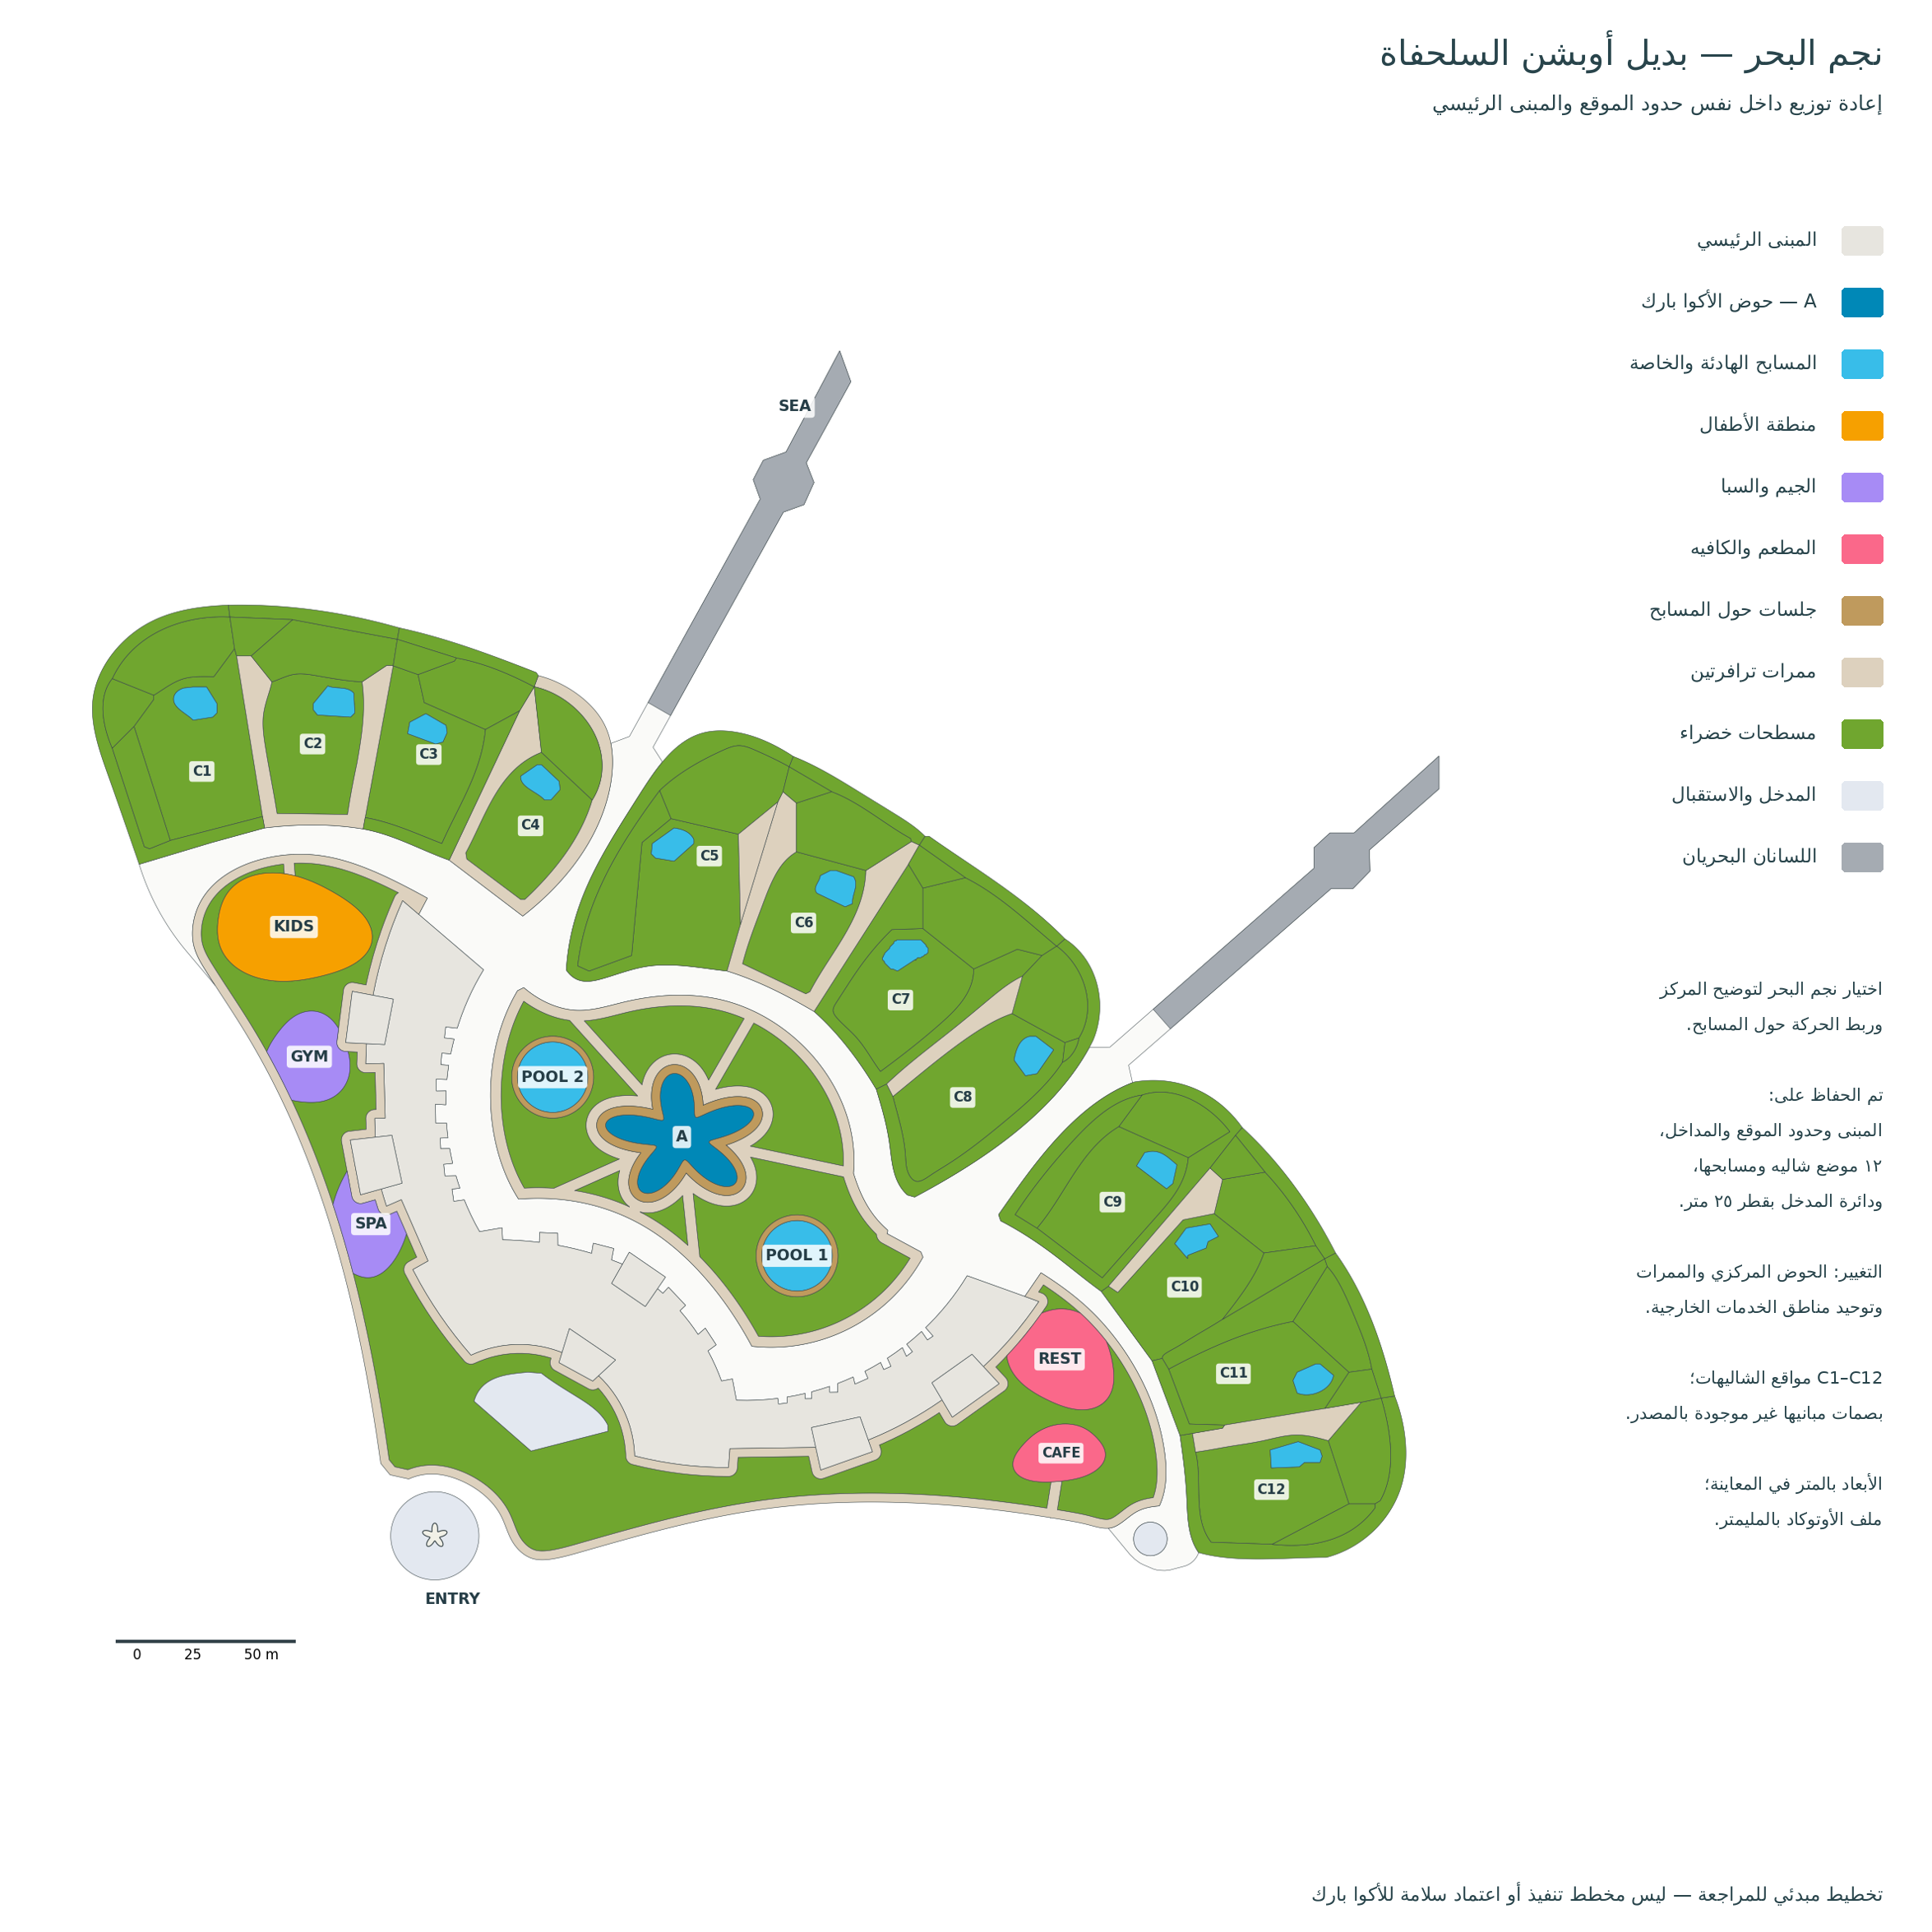 نجم البحر — بديل أوبشن السلحفاة
إعادة توزيع داخل نفس حدود الموقع والمبنى الرئيسي
المبنى الرئيسي
A — حوض الأكوا بارك
المسابح الهادئة والخاصة
منطقة الأطفال
الجيم والسبا
المطعم والكافيه
جلسات حول المسابح
ممرات ترافرتين
مسطحات خضراء
المدخل والاستقبال
اللسانان البحريان
اختيار نجم البحر لتوضيح المركز
وربط الحركة حول المسابح.
تم الحفاظ على:
المبنى وحدود الموقع والمداخل،
١٢ موضع شاليه ومسابحها،
ودائرة المدخل بقطر ٢٥ متر.
التغيير: الحوض المركزي والممرات
وتوحيد مناطق الخدمات الخارجية.
C1–C12 مواقع الشاليهات؛
بصمات مبانيها غير موجودة بالمصدر.
الأبعاد بالمتر في المعاينة؛
ملف الأوتوكاد بالمليمتر.
SEA
C1
C2
C3
C4
C5
C6
C7
C8
C9
C10
C11
C12
KIDS
GYM
SPA
POOL 2
A
POOL 1
REST
CAFE
ENTRY
0 25 50 m
تخطيط مبدئي للمراجعة — ليس مخطط تنفيذ أو اعتماد سلامة للأكوا بارك